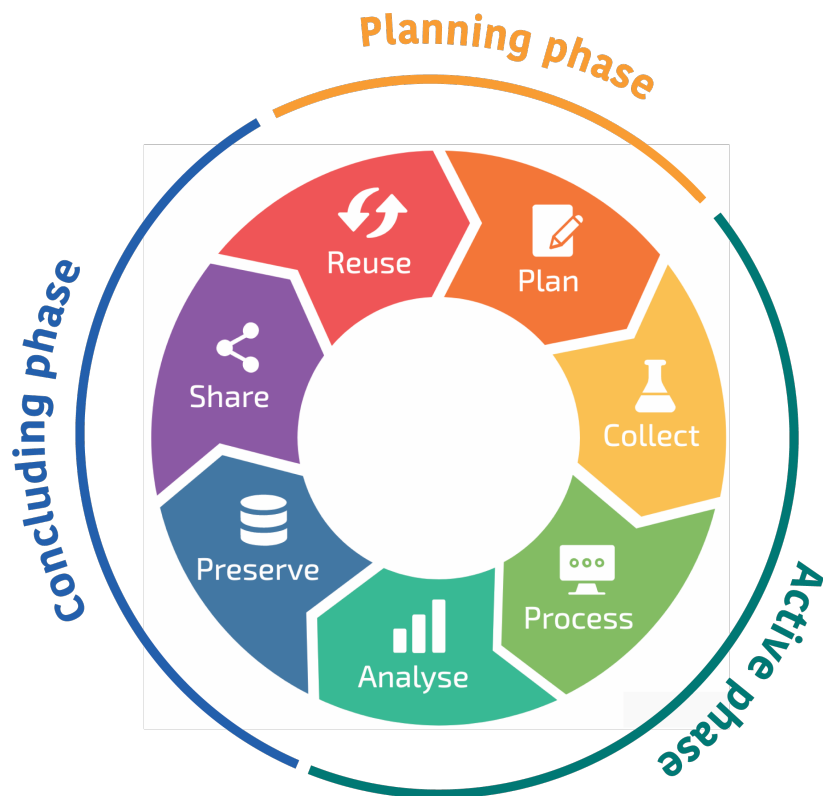 Planning phase
Reuse
Plan
Share
Collect
Preserve
Process
Analyse
Concluding phase
Active phase